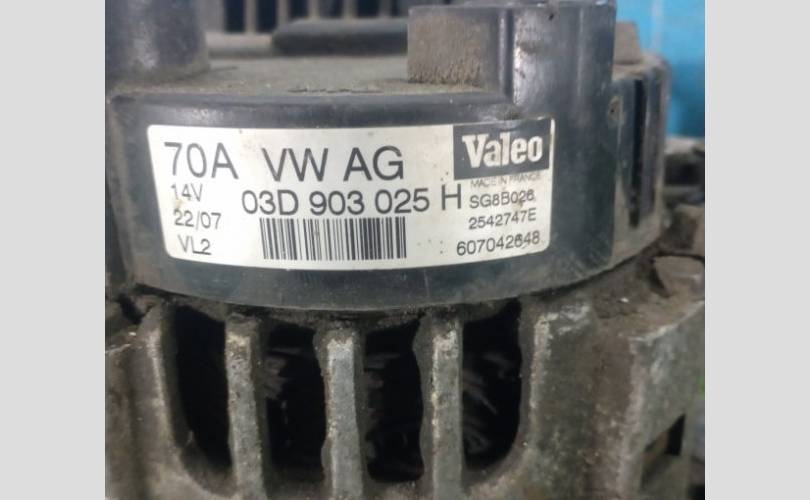 70A VW AG Valeo
14V MADE IN FRANCE
03D 903 025 H SG8B026
22/07 2542747E
VL2 607042648